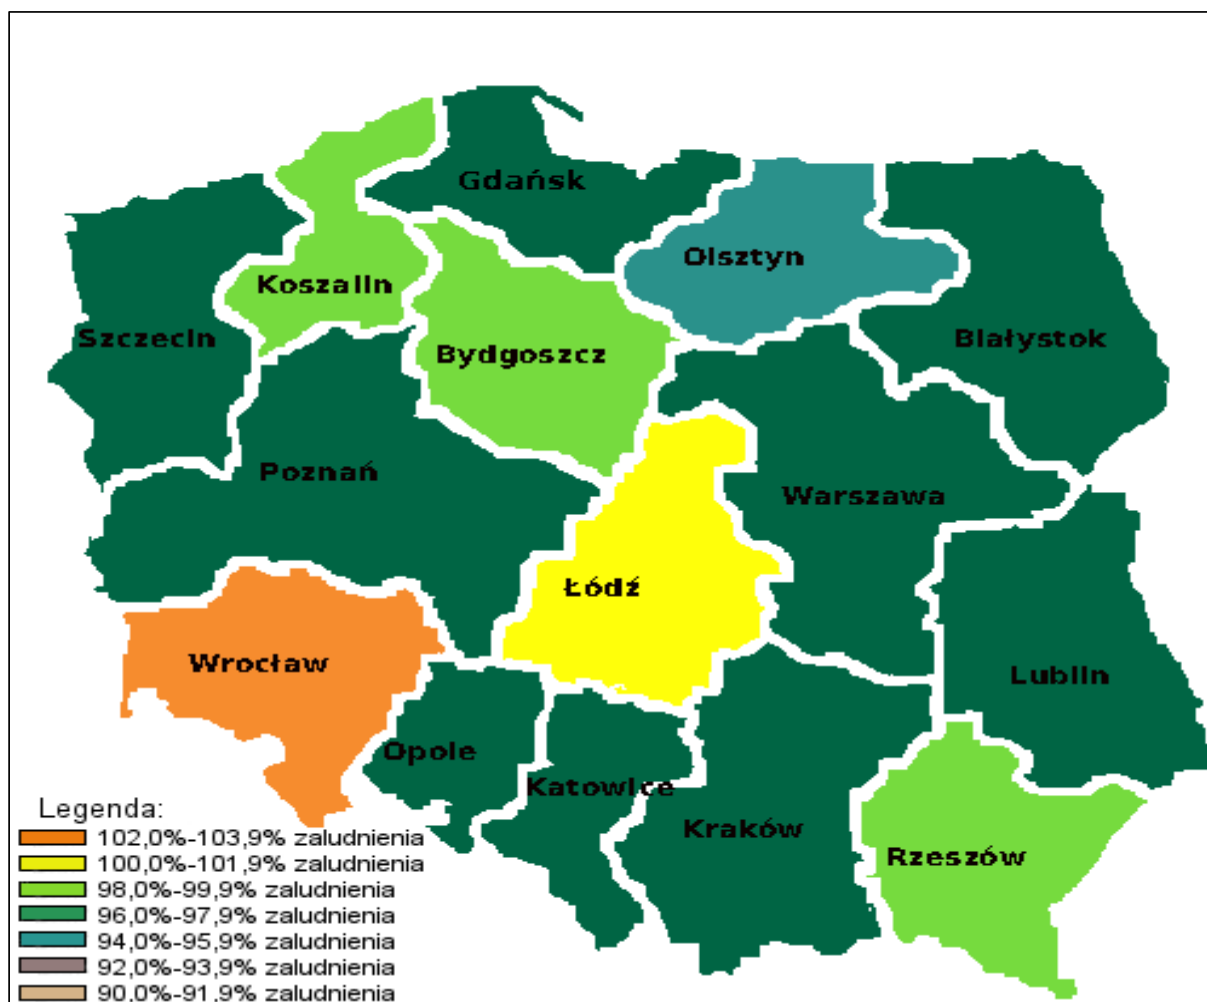 Gdańsk
Olsztyn
Koszalin
Szczecin
Białystok
Bydgoszcz
Poznań
Warszawa
Łódź
Wrocław
Lublin
Opole
Katowice
Kraków
Rzeszów
Legenda:
102,0%-103,9% zaludnienia
100,0%-101,9% zaludnienia
98,0%-99,9% zaludnienia
96,0%-97,9% zaludnienia
94,0%-95,9% zaludnienia
92,0%-93,9% zaludnienia
90,0%-91,9% zaludnienia